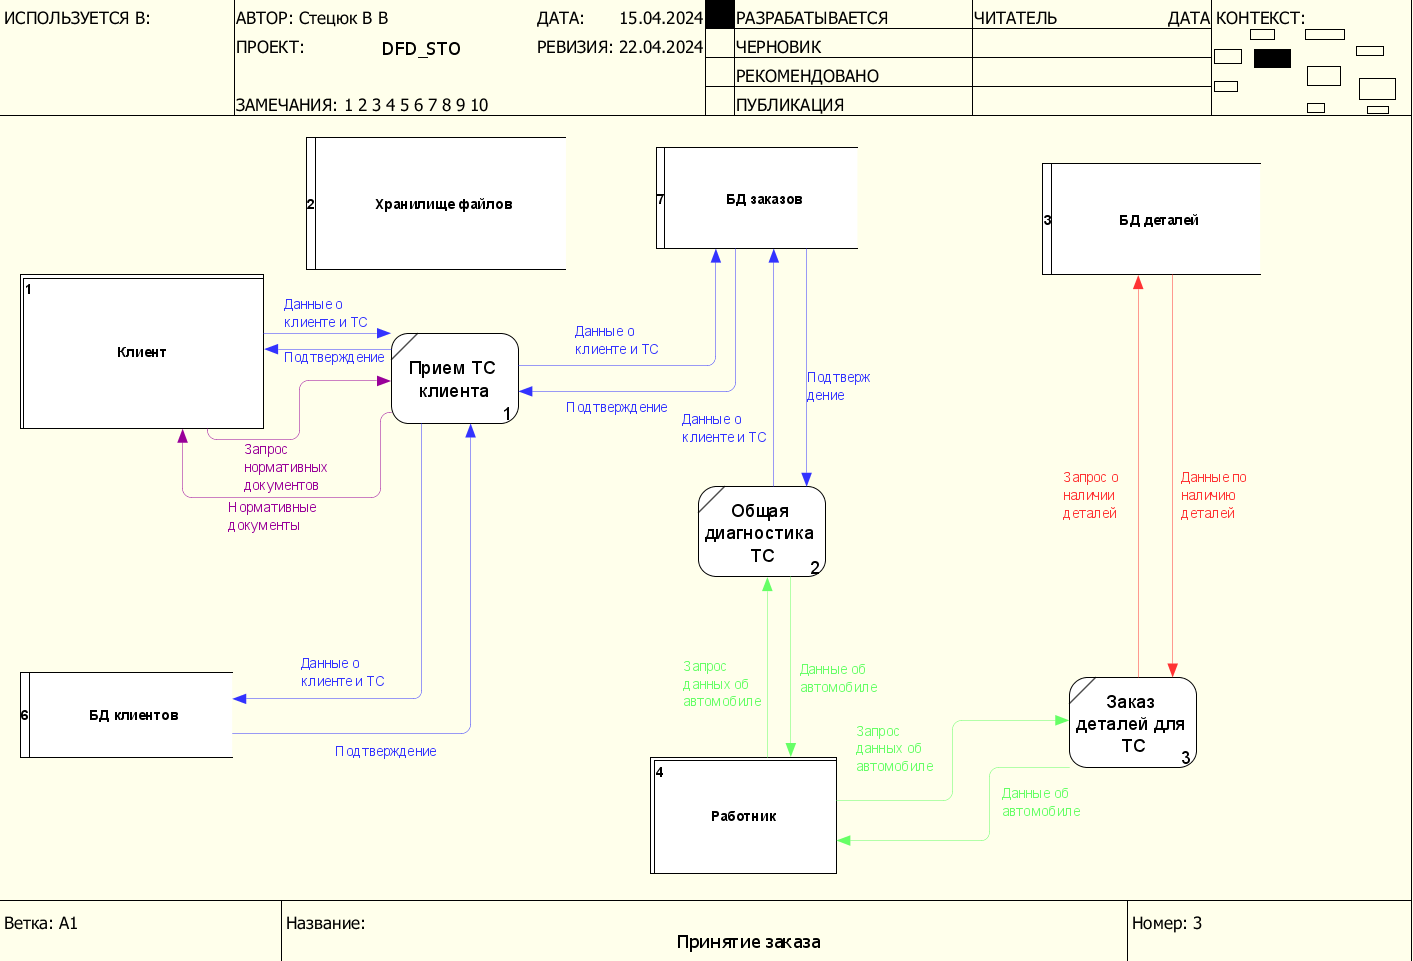 ИСПОЛЬЗУЕТСЯ В:
АВТОР: Стецюк В В
ДАТА: 15.04.2024
РАЗРАБАТЫВАЕТСЯ
ЧИТАТЕЛЬ
ДАТА
КОНТЕКСТ:
ПРОЕКТ: DFD_STO
РЕВИЗИЯ: 22.04.2024
ЧЕРНОВИК
РЕКОМЕНДОВАНО
ЗАМЕЧАНИЯ: 1 2 3 4 5 6 7 8 9 10
ПУБЛИКАЦИЯ
2
Хранилище файлов
7
БД заказов
3
БД деталей
1
Клиент
Данные о
клиенте и ТС
Подтверждение
Прием ТС
клиента
1
Данные о
клиенте и ТС
Подтверждение
Подтверж
дение
Данные о
клиенте и ТС
Запрос
нормативных
документов
Нормативные
документы
Запрос о
наличии
деталей
Данные по
наличию
деталей
Общая
диагностика
ТС
2
Данные о
клиенте и ТС
6
БД клиентов
Подтверждение
Запрос
данных об
автомобиле
Данные об
автомобиле
Заказ
деталей для
ТС
3
Запрос
данных об
автомобиле
Данные об
автомобиле
4
Работник
Ветка: A1
Название:
Принятие заказа
Номер: 3